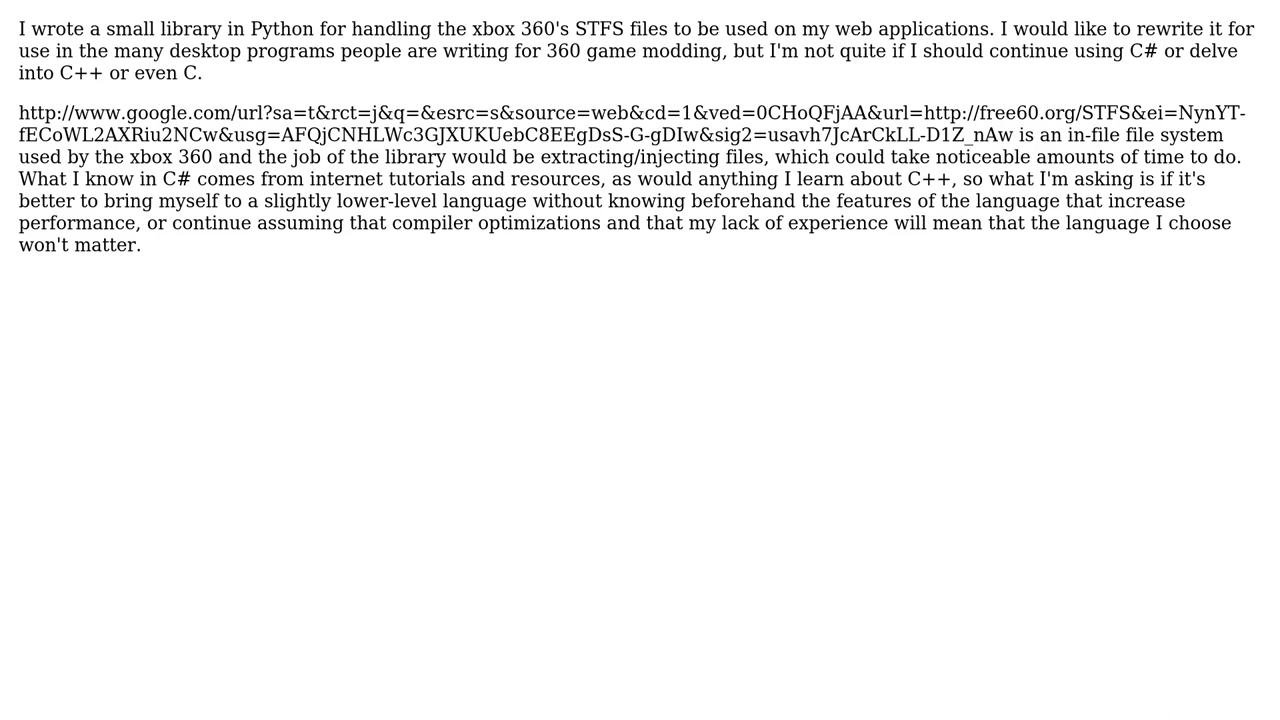 I wrote a small library in Python for handling the xbox 360's STFS files to be used on my web applications. I would like to rewrite it for
use in the many desktop programs people are writing for 360 game modding, but I'm not quite if I should continue using C# or delve
into C++ or even C.
http://www.google.com/url?sa=t&rct=j&q=&esrc=s&source=web&cd=1&ved=0CHoQFjAA&url=http://free60.org/STFS&ei=NynYT-
fECoWL2AXRiu2NCw&usg=AFQjCNHLWc3GJXUKUebC8EEgDsS-G-gDIw&sig2=usavh7JcArCkLL-D1Z_nAw is an in-file file system
used by the xbox 360 and the job of the library would be extracting/injecting files, which could take noticeable amounts of time to do.
What I know in C# comes from internet tutorials and resources, as would anything I learn about C++, so what I'm asking is if it's
better to bring myself to a slightly lower-level language without knowing beforehand the features of the language that increase
performance, or continue assuming that compiler optimizations and that my lack of experience will mean that the language I choose
won't matter.